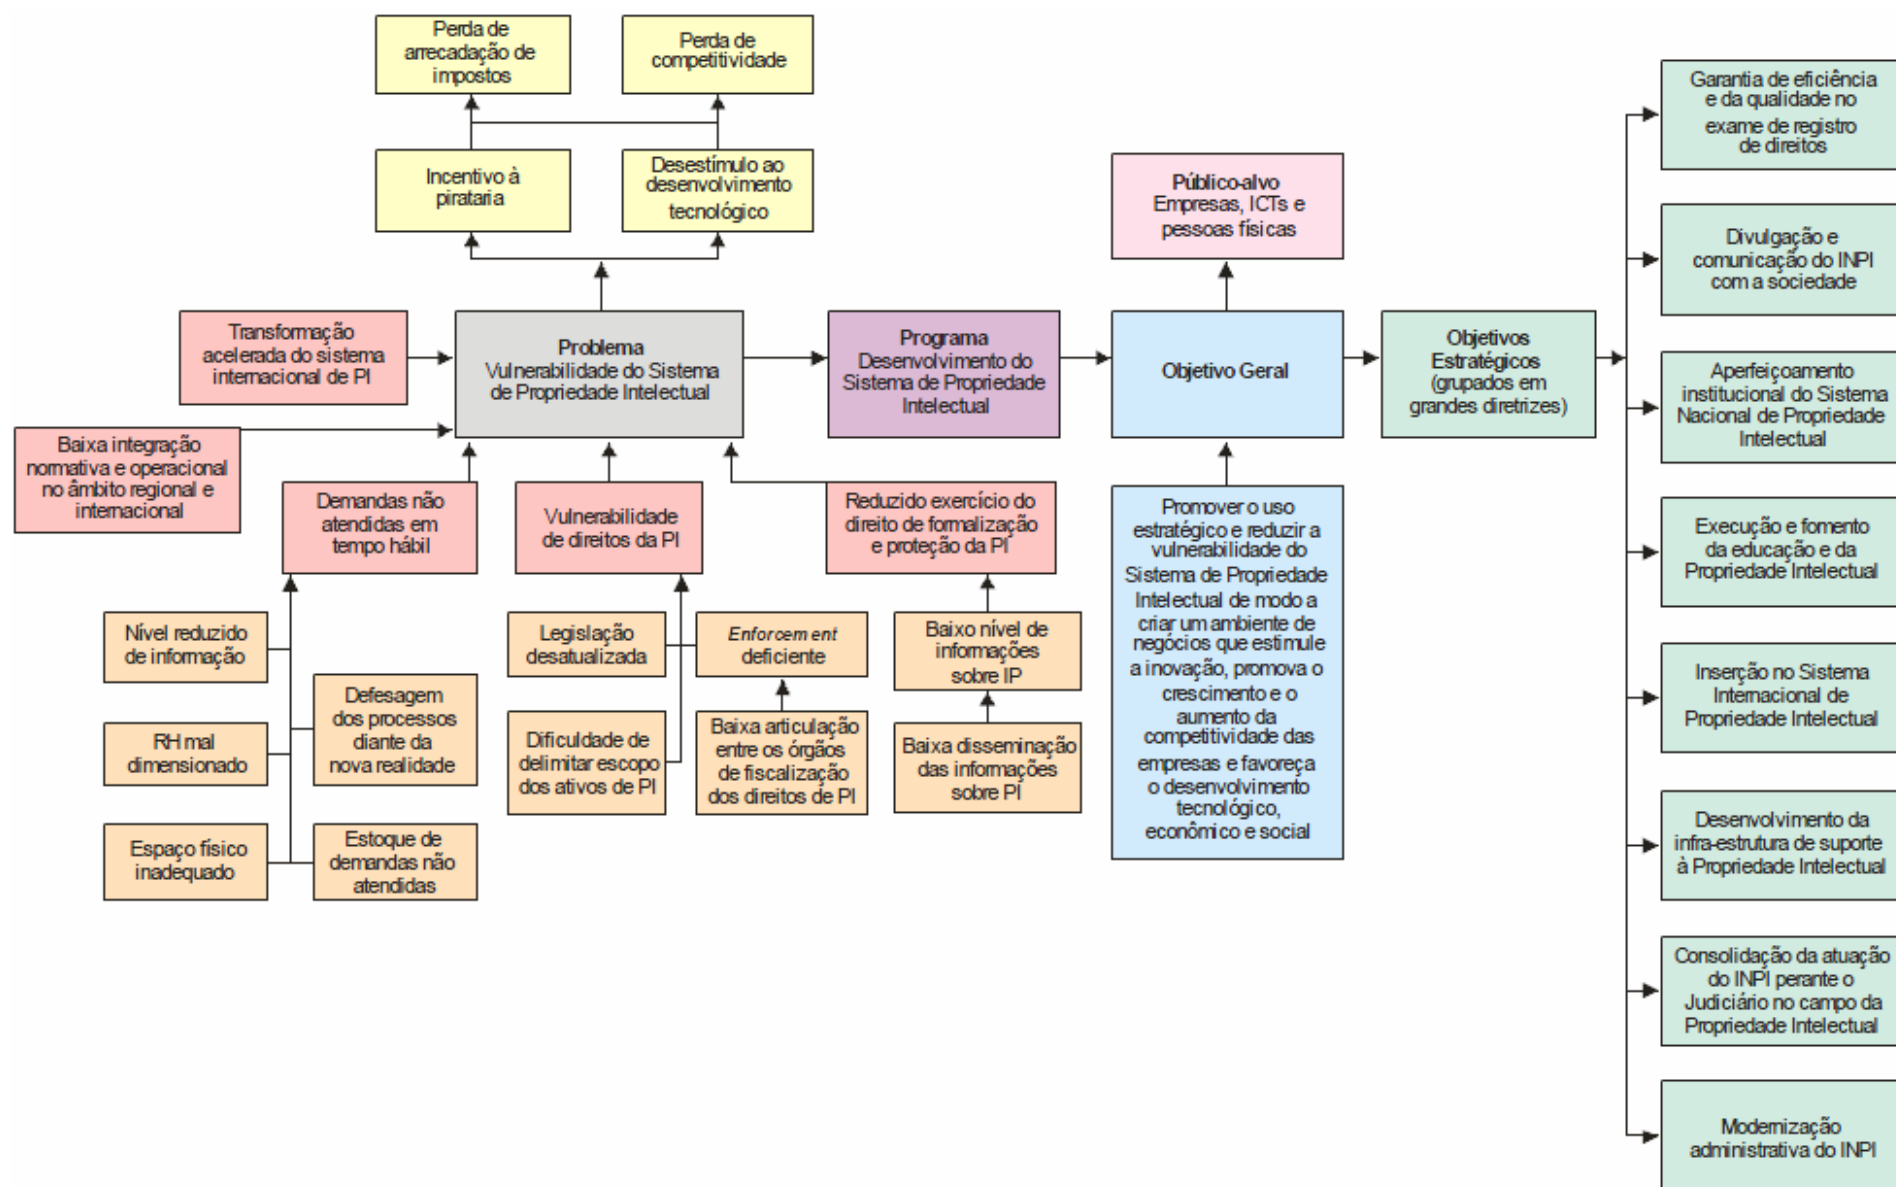 Perda de
arrecadação de
impostos
Perda de
competitividade
Incentivo à
pirataria
Desestímulo ao
desenvolvimento
tecnológico
Público-alvo
Empresas, ICTs e
pessoas físicas
Transformação
acelerada do sistema
internacional de PI
Problema
Vulnerabilidade do Sistema
de Propriedade Intelectual
Programa
Desenvolvimento do
Sistema de Propriedade
Intelectual
Objetivo Geral
Objetivos
Estratégicos
(grupados em
grandes diretrizes)
Baixa integração
normativa e operacional
no âmbito regional e
internacional
Demandas não
atendidas em
tempo hábil
Vulnerabilidade
de direitos da PI
Reduzido exercício do
direito de formalização
e proteção da PI
Promover o uso
estratégico e reduzir a
vulnerabilidade do
Sistema de Propriedade
Intelectual de modo a
criar um ambiente de
negócios que estimule
a inovação, promova o
crescimento e o
aumento da
competitividade das
empresas e favoreça
o desenvolvimento
tecnológico,
econômico e social
Nível reduzido
de informação
Defesagem
dos processos
diante da
nova realidade
RH mal
dimensionado
Espaço físico
inadequado
Estoque de
demandas não
atendidas
Legislação
desatualizada
Enforcement
deficiente
Dificuldade de
delimitar escopo
dos ativos de PI
Baixa articulação
entre os órgãos
de fiscalização
dos direitos de PI
Baixo nível de
informações
sobre IP
Baixa disseminação
das informações
sobre PI
Garantia de eficiência
e da qualidade no
exame de registro
de direitos
Divulgação e
comunicação do INPI
com a sociedade
Aperfeiçoamento
institucional do Sistema
Nacional de Propriedade
Intelectual
Execução e fomento
da educação e da
Propriedade Intelectual
Inserção no Sistema
Internacional de
Propriedade Intelectual
Desenvolvimento da
infra-estrutura de suporte
à Propriedade Intelectual
Consolidação da atuação
do INPI perante o
Judiciário no campo da
Propriedade Intelectual
Modernização
administrativa do INPI